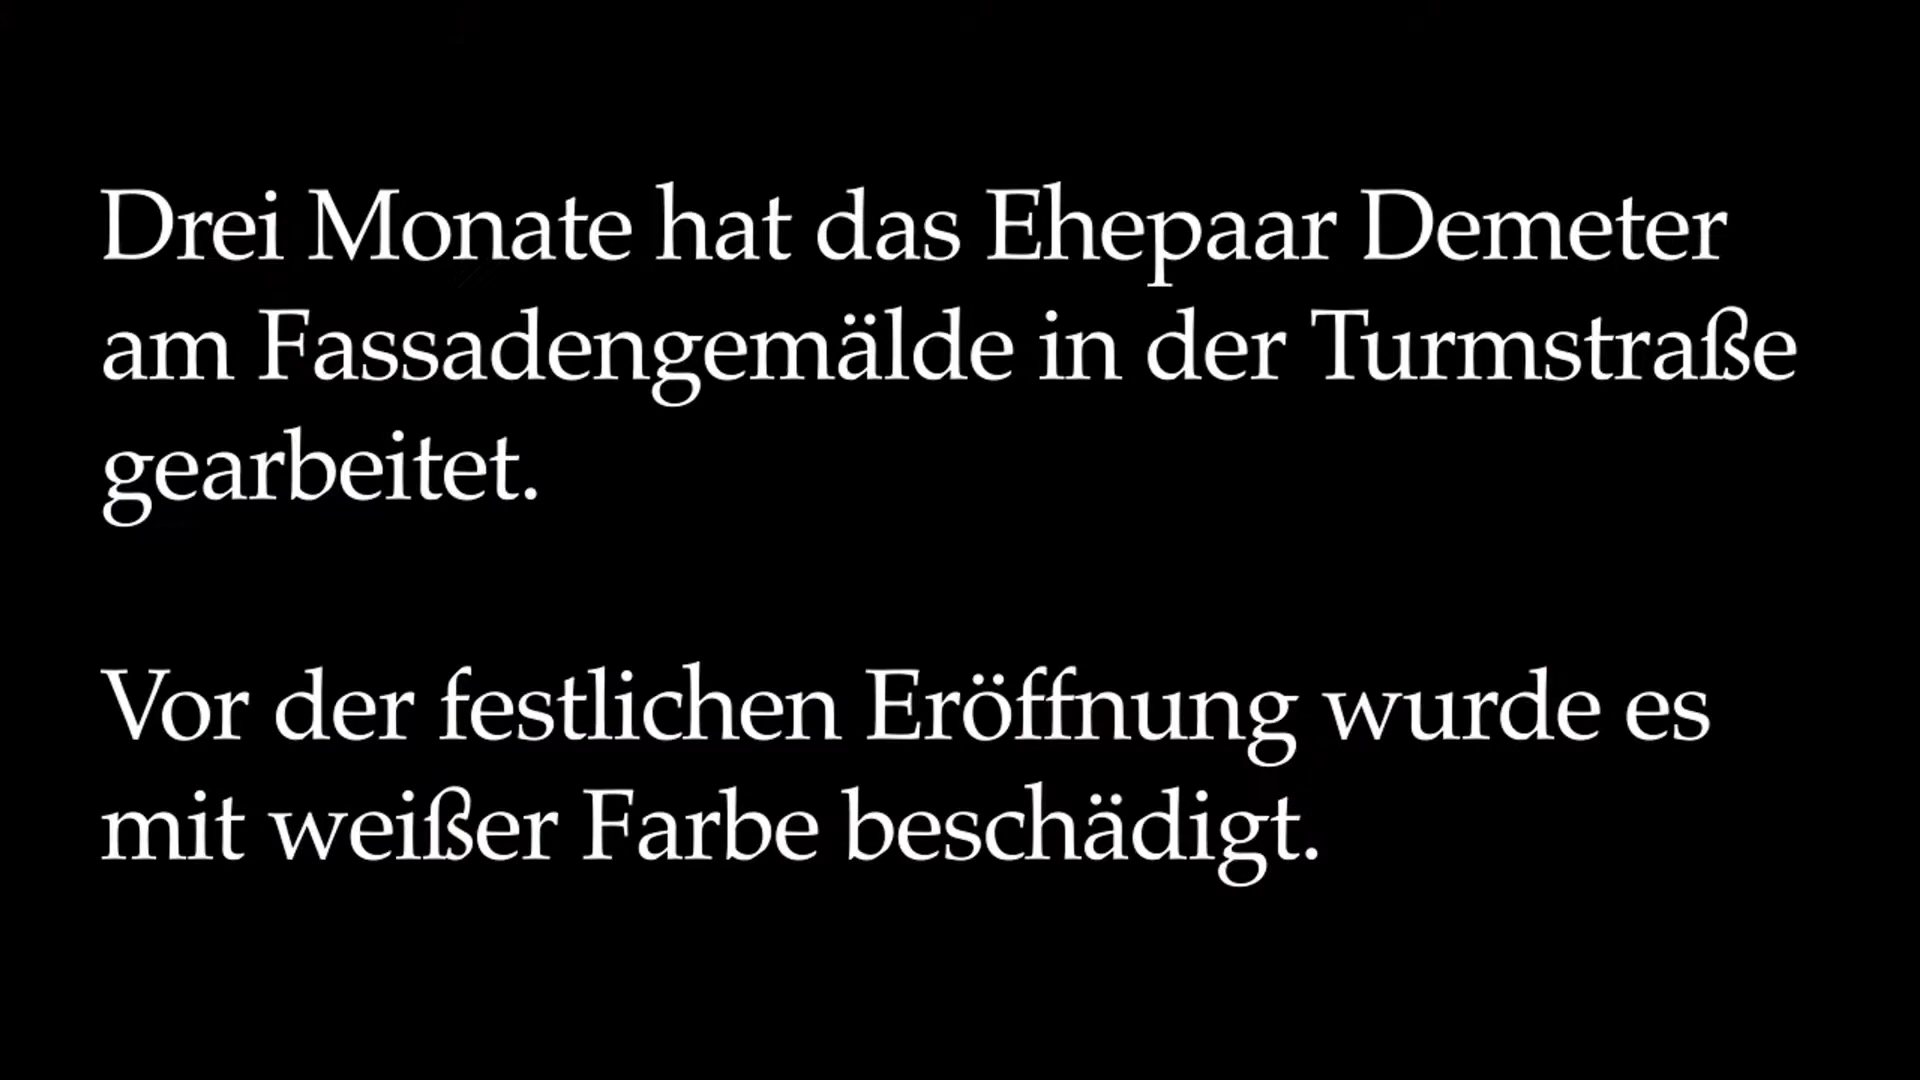 Drei Monate hat das Ehepaar Demeter
am Fassadengemälde in der Turmstraße
gearbeitet.
Vor der festlichen Eröffnung wurde es
mit weißer Farbe beschädigt.